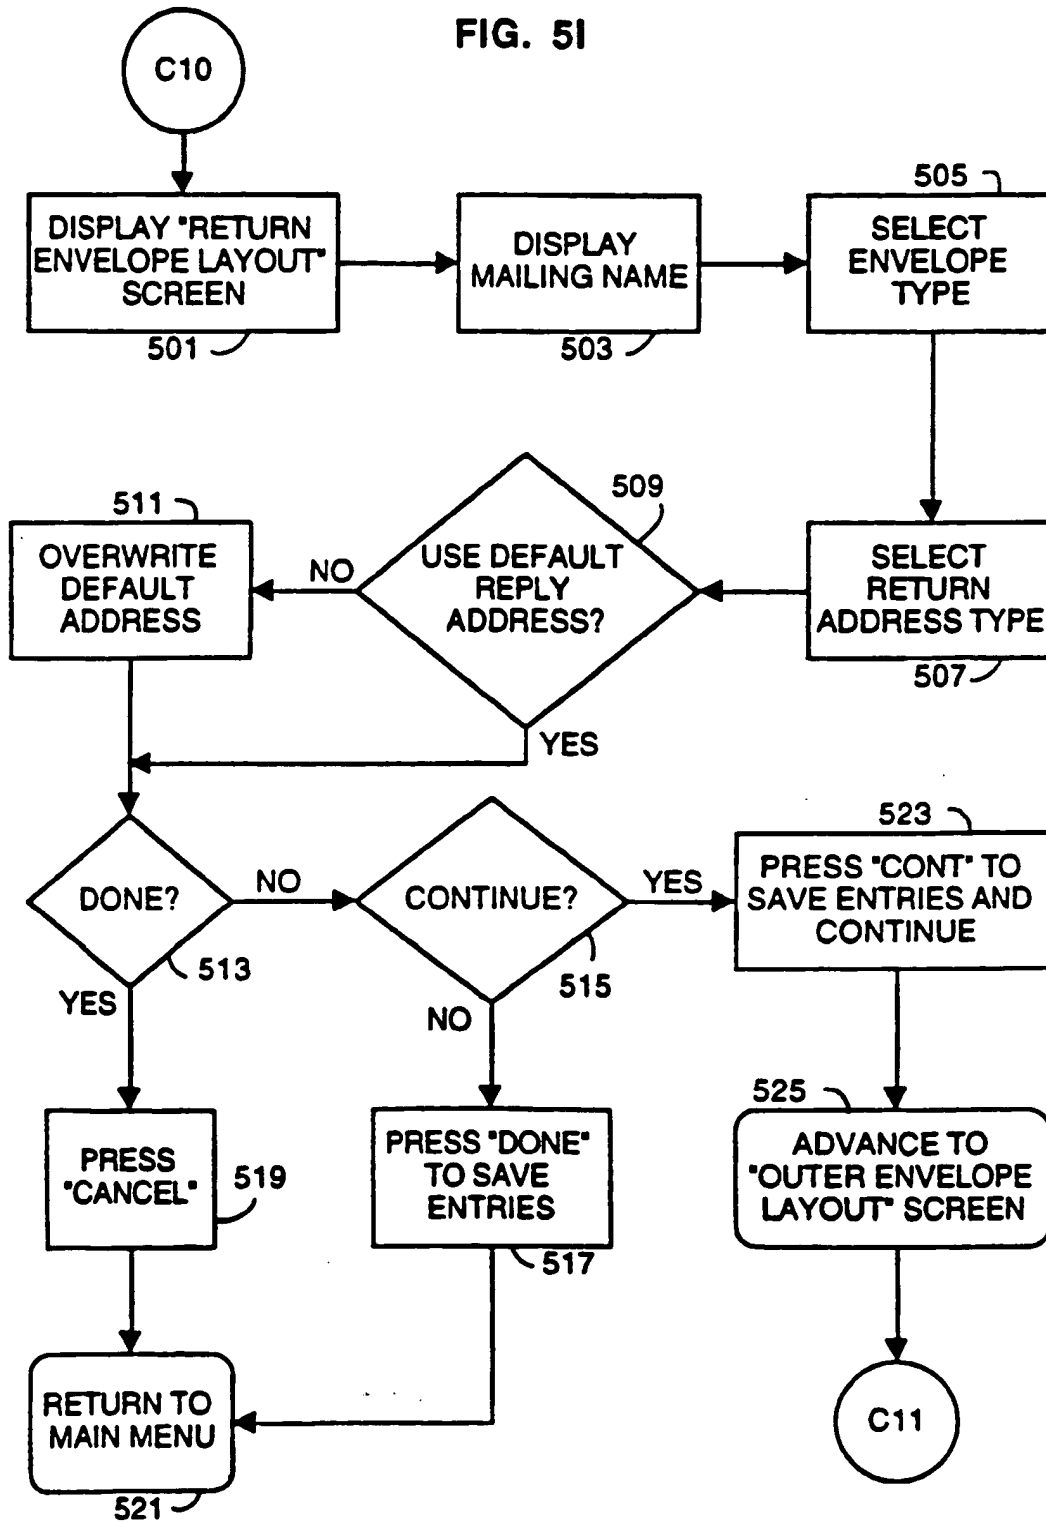 FIG. 5I
C10
DISPLAY "RETURN
ENVELOPE LAYOUT"
SCREEN
501
DISPLAY
MAILING NAME
503
505
SELECT
ENVELOPE
TYPE
511
OVERWRITE
DEFAULT
ADDRESS
NO
509
USE DEFAULT
REPLY
ADDRESS?
YES
SELECT
RETURN
ADDRESS TYPE
507
DONE?
513
NO
YES
CONTINUE?
515
YES
NO
523
PRESS "CONT" TO
SAVE ENTRIES AND
CONTINUE
PRESS
"CANCEL"
519
PRESS "DONE"
TO SAVE
ENTRIES
517
525
ADVANCE TO
"OUTER ENVELOPE
LAYOUT" SCREEN
RETURN TO
MAIN MENU
521
C11